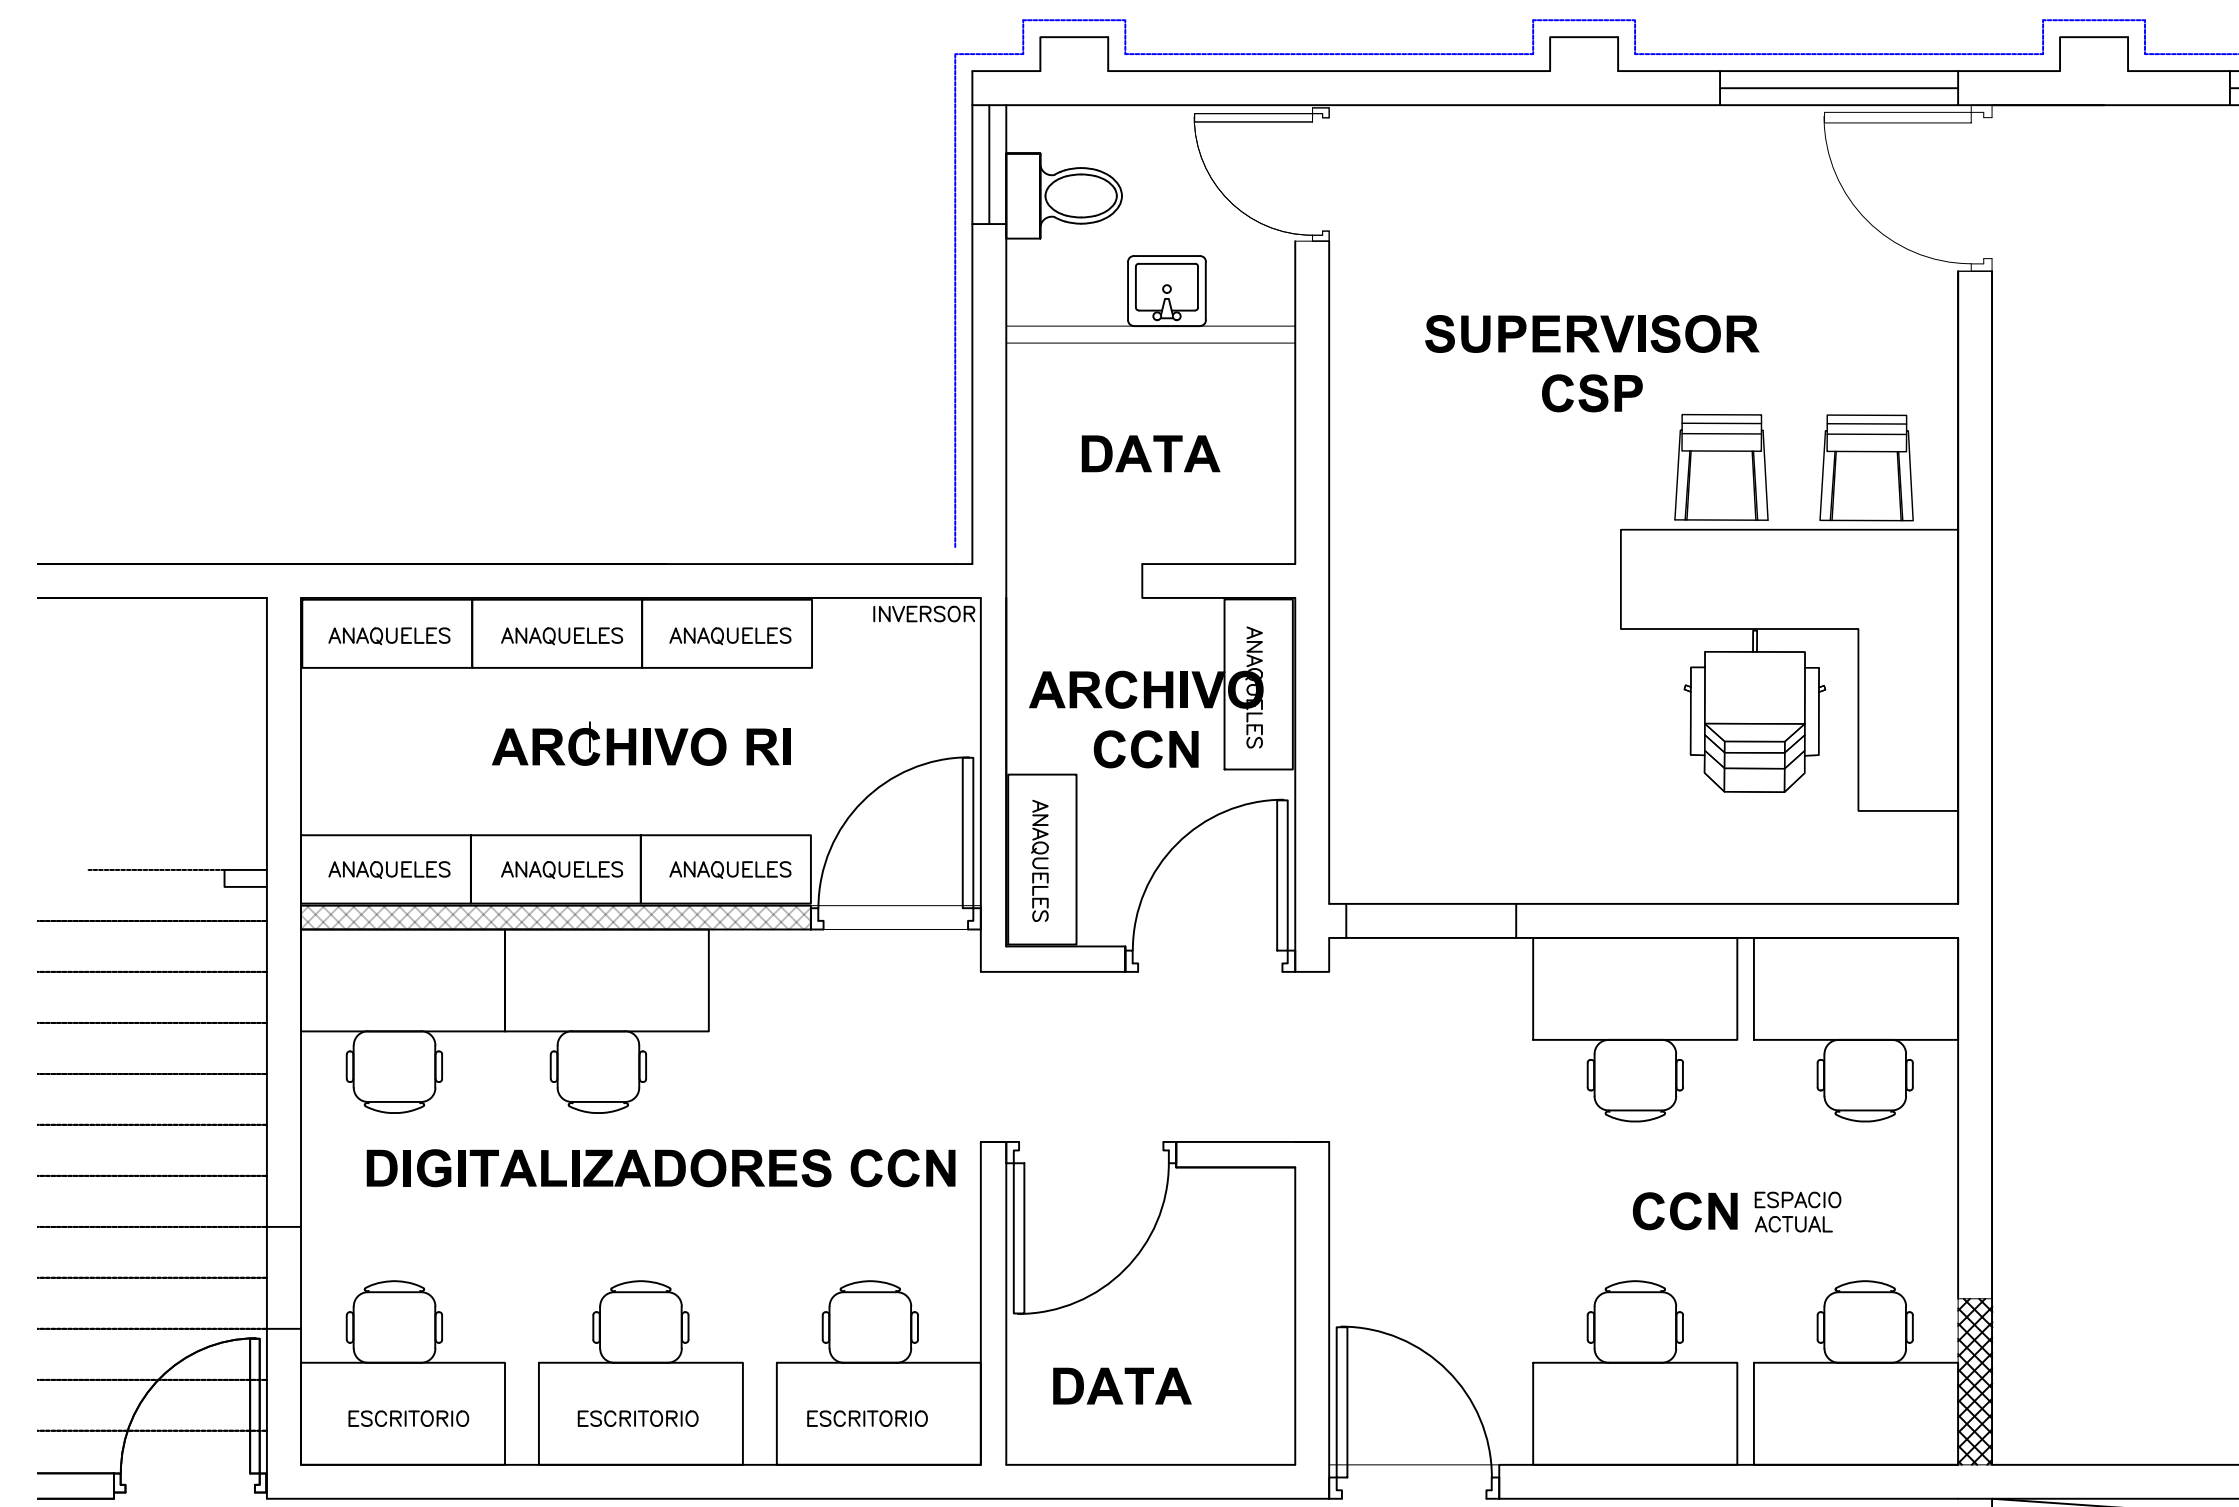 SUPERVISOR
CSP
DATA
ANAQUELES
ANAQUELES
ANAQUELES
INVERSOR
ARCHIVO RI
ARCHIVO
CCN
ANAQUELES
ANAQUELES
ANAQUELES
ANAQUELES
ANAQUELES
DIGITALIZADORES CCN
CCN
ESPACIO
ACTUAL
DATA
ESCRITORIO
ESCRITORIO
ESCRITORIO